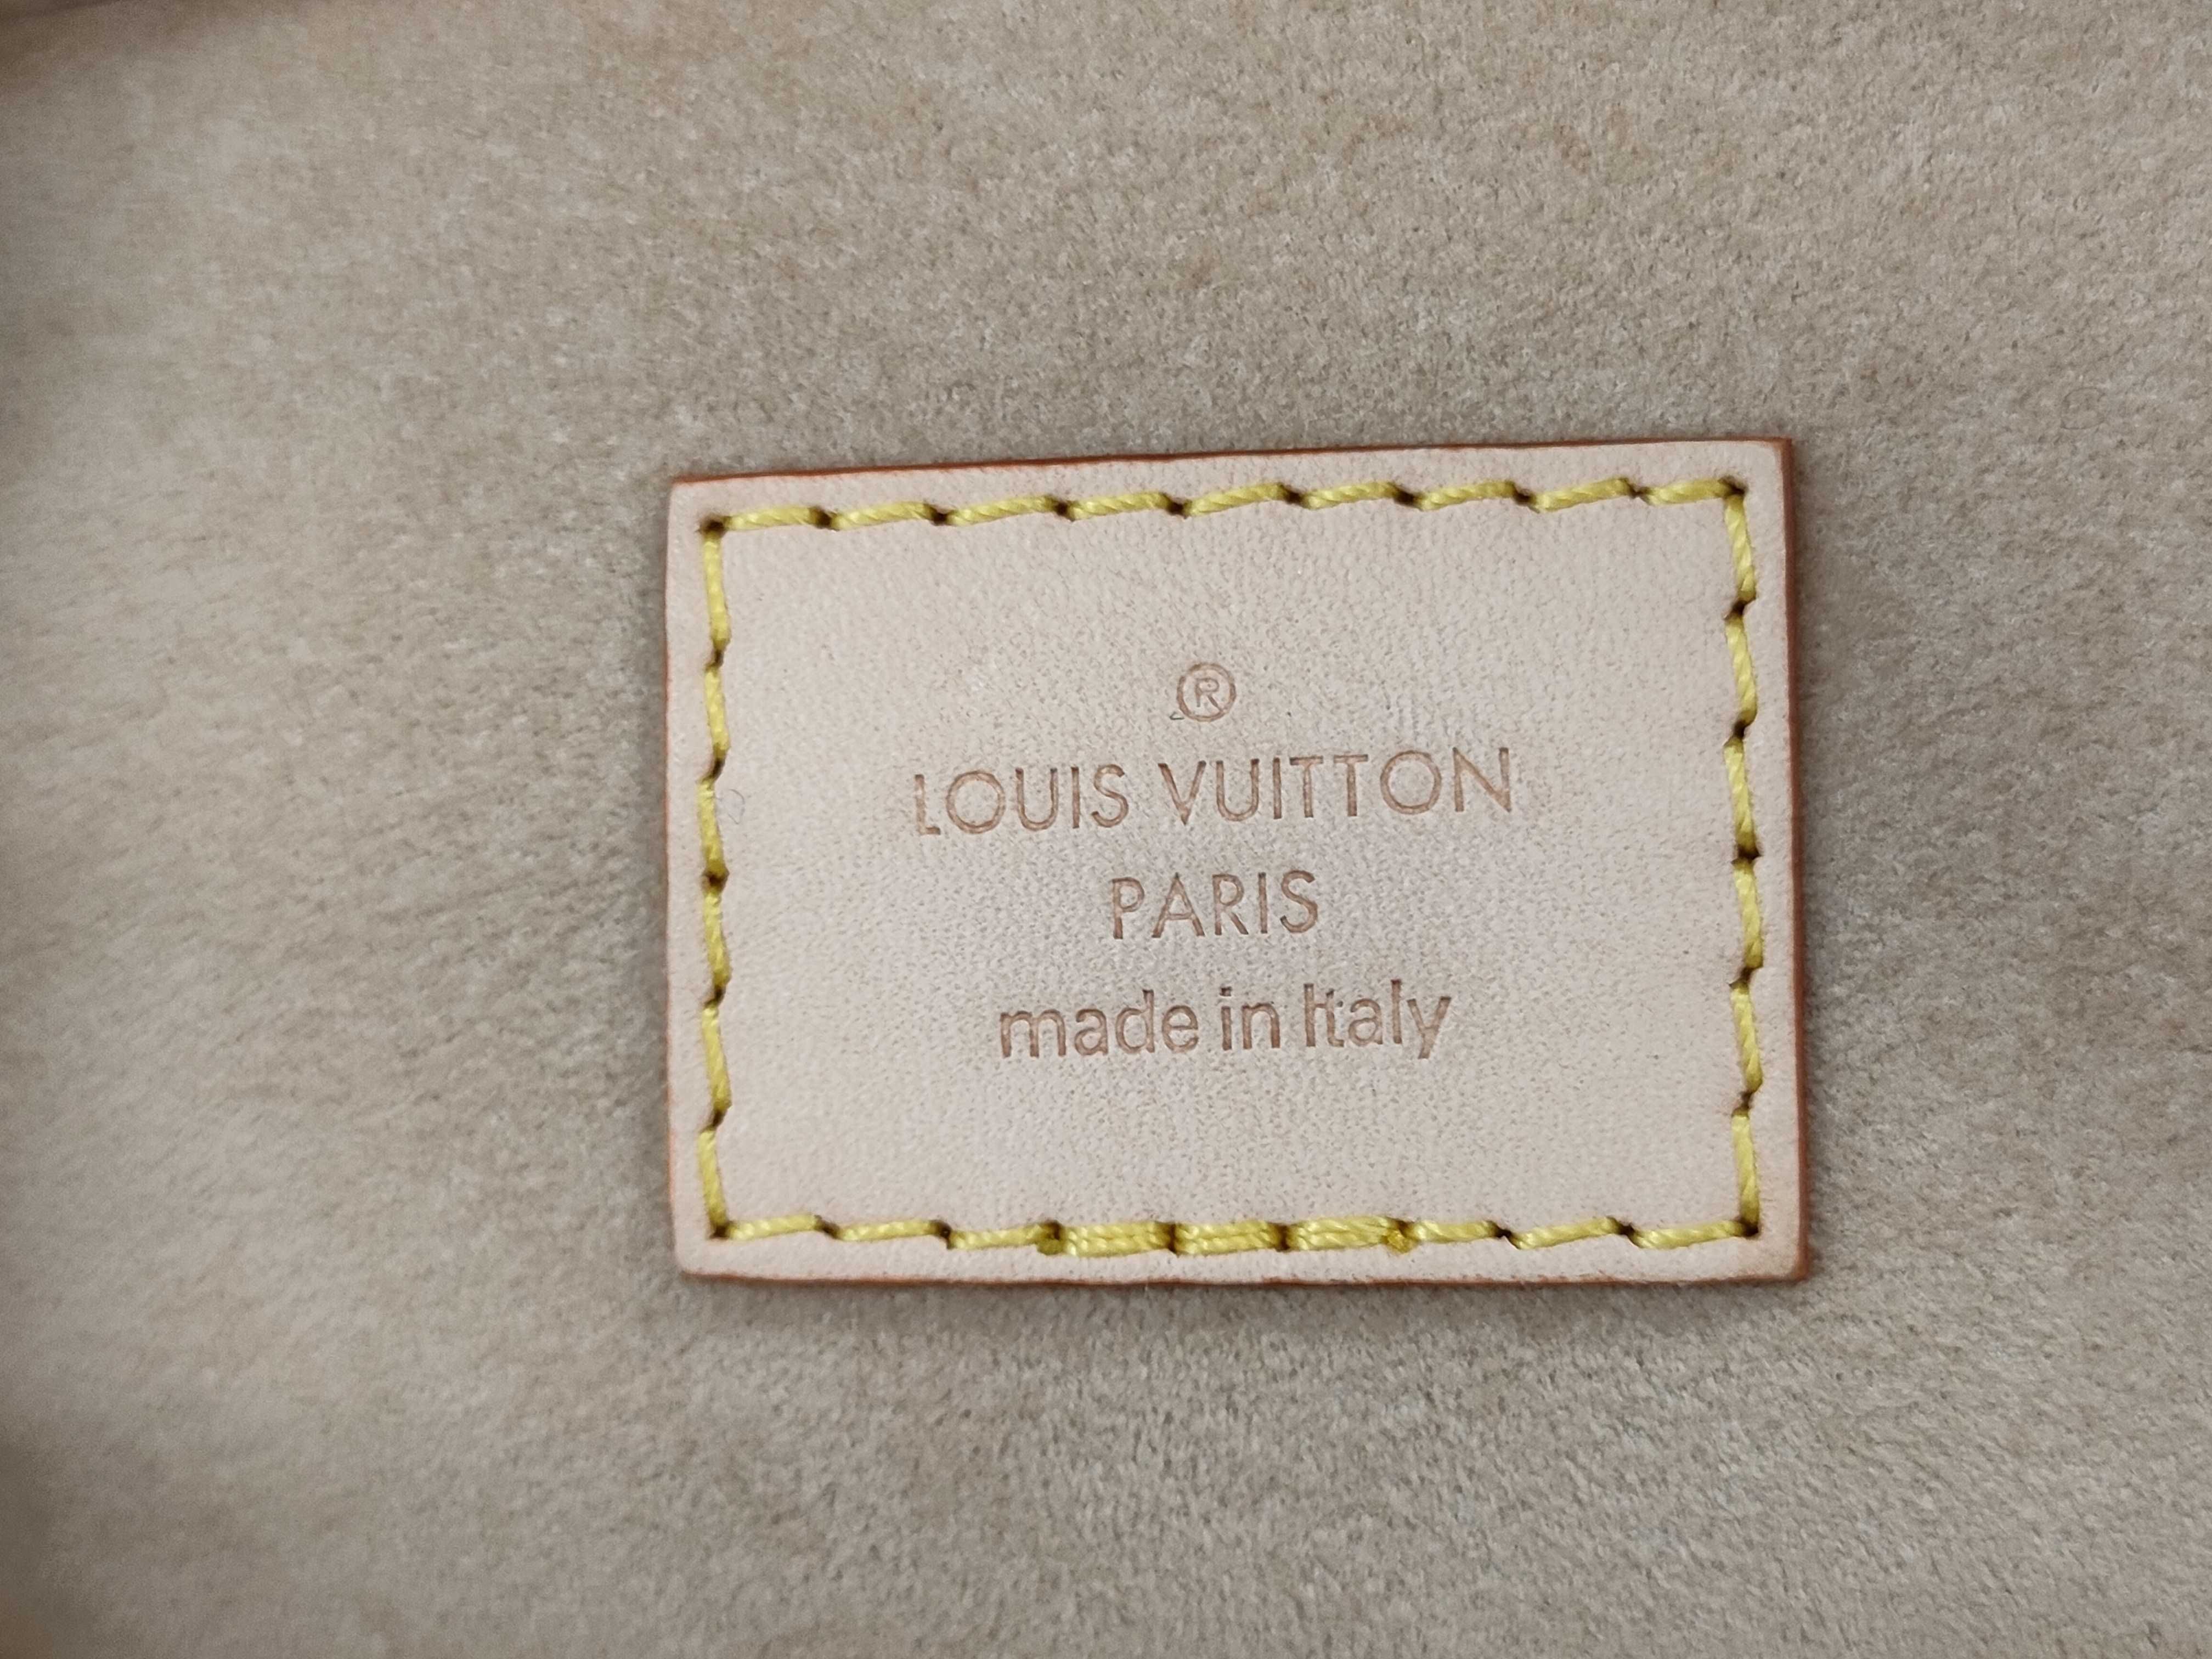 ®
LOUIS VUITTON
PARIS
made in Italy